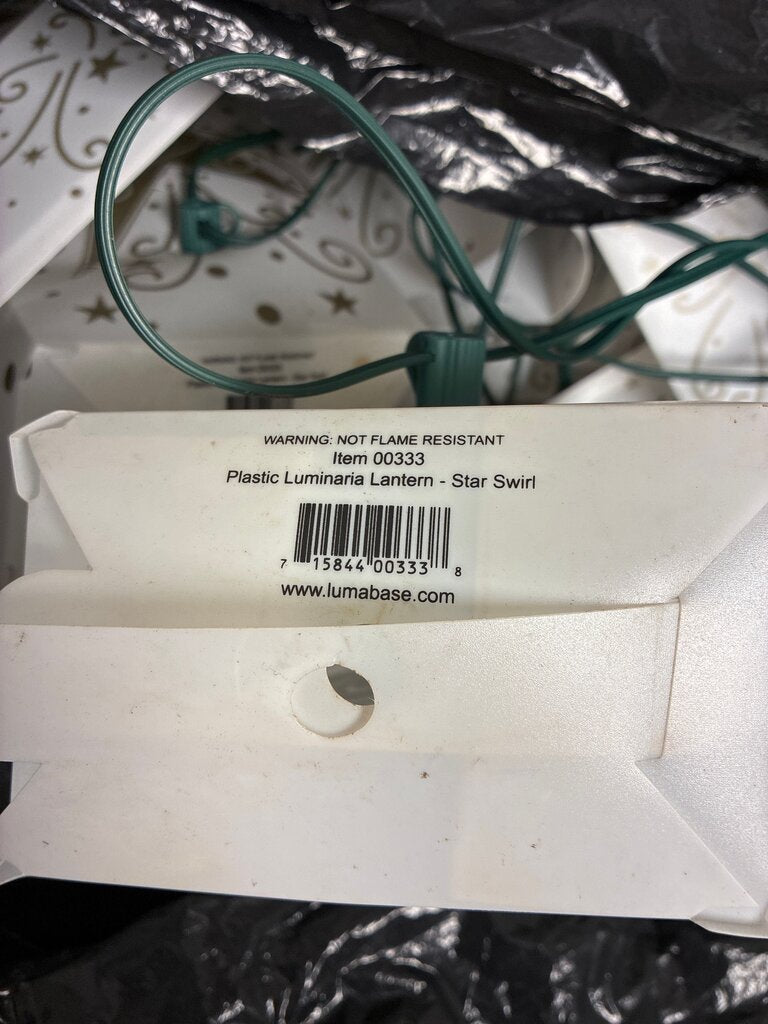 WARNING: NOT FLAME RESISTANT
Item 00333
Plastic Luminaria Lantern - Star Swirl
7 15844 00333 8
www.lumabase.com